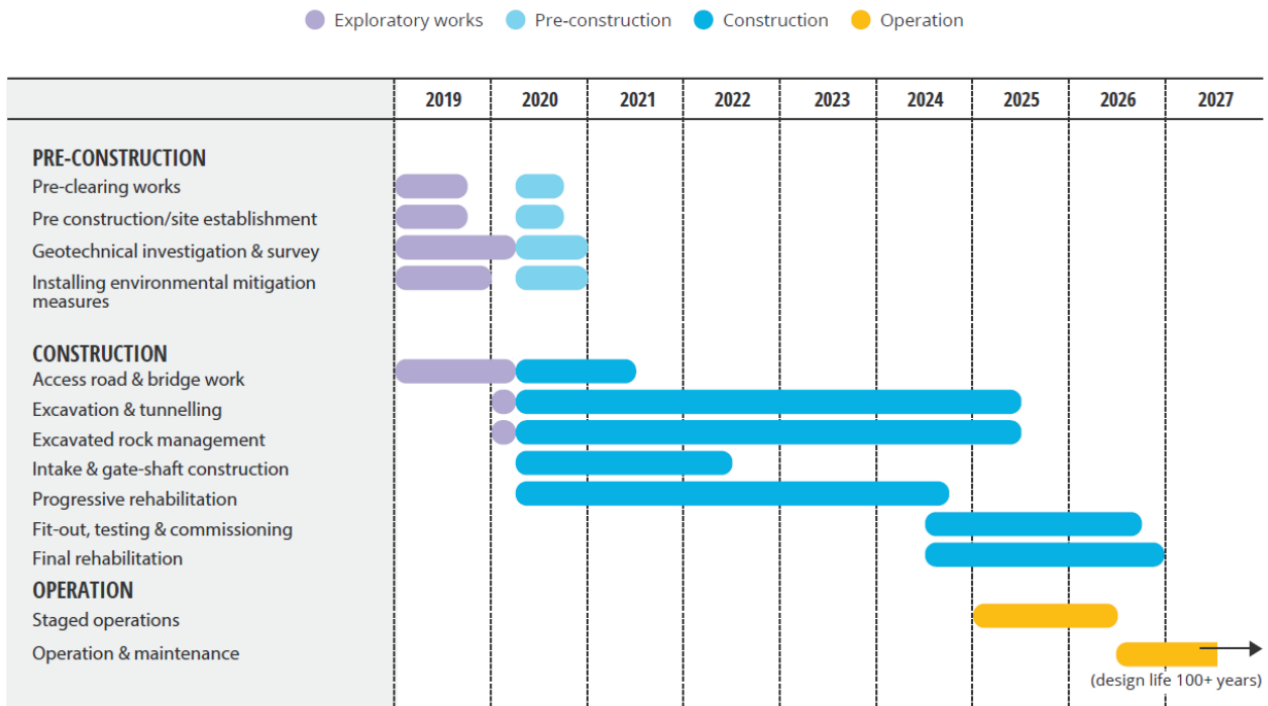 Exploratory works Pre-construction Construction Operation
2019 2020 2021 2022 2023 2024 2025 2026 2027
PRE-CONSTRUCTION
Pre-clearing works
Pre construction/site establishment
Geotechnical investigation & survey
Installing environmental mitigation
measures
CONSTRUCTION
Access road & bridge work
Excavation & tunnelling
Excavated rock management
Intake & gate-shaft construction
Progressive rehabilitation
Fit-out, testing & commissioning
Final rehabilitation
OPERATION
Staged operations
Operation & maintenance
(design life 100+ years)